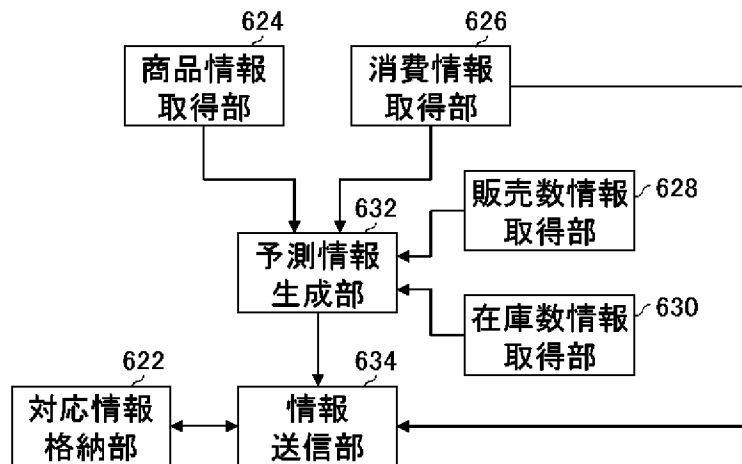 624
商品情報
取得部
626
消費情報
取得部
628
販売数情報
取得部
632
予測情報
生成部
630
在庫数情報
取得部
622
対応情報
格納部
634
情報
送信部